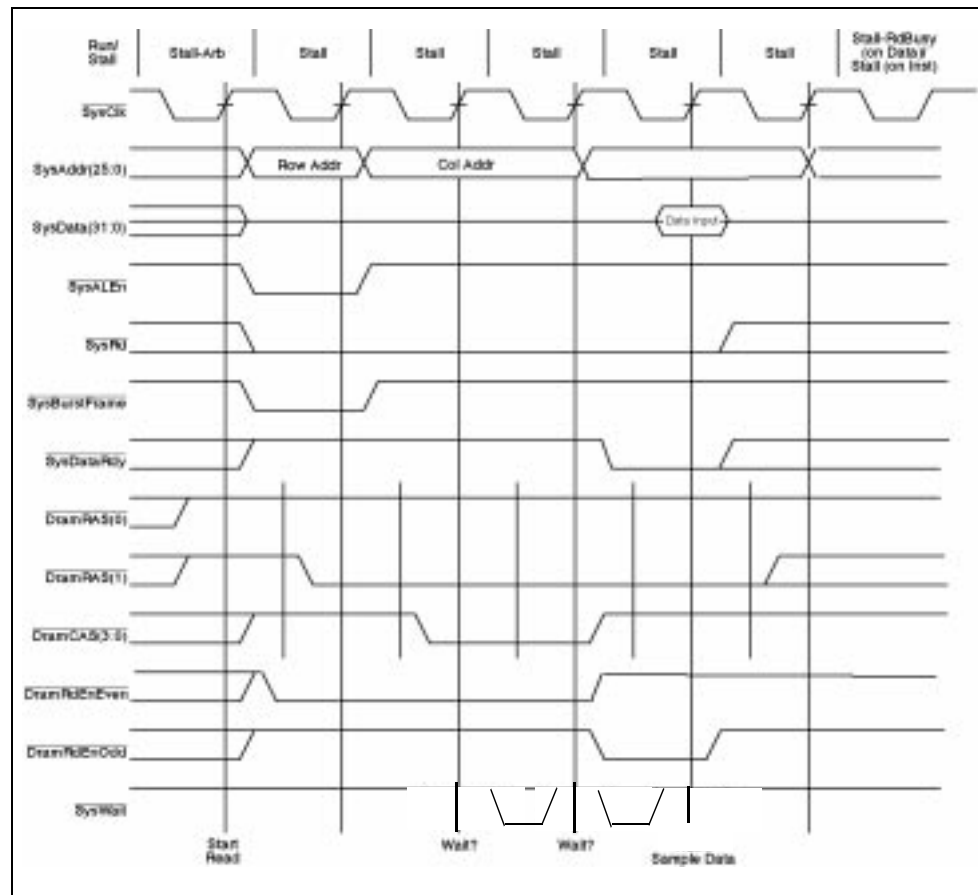 Run/
Stall
Stall-Arb
Stall
Stall
Stall
Stall
Stall
Stall-RdBusy
(on Data)/
Stall (on Inst)
SysClk
SysAddr(25:0)
Row Addr
Col Addr
SysData(31:0)
Data Input
SysALEn
SysRd
SysBurstFrame
SysDataRdy
DramRAS(0)
DramRAS(1)
DramCAS(3:0)
DramRdEnEven
DramRdEnOdd
SysWait
Start
Read
Wait?
Wait?
Sample Data